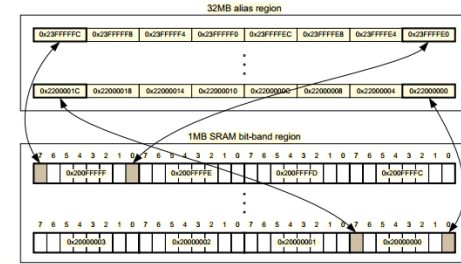 32MB alias region
0x23FFFFFC 0x23FFFFF8 0x23FFFFF4 0x23FFFFF0 0x23FFFFEC 0x23FFFFE8 0x23FFFFE4 0x23FFFFE0
0x2200001C 0x22000018 0x22000014 0x22000010 0x2200000C 0x22000008 0x22000004 0x22000000
1MB SRAM bit-band region
7 6 5 4 3 2 1 0 7 6 5 4 3 2 1 0 7 6 5 4 3 2 1 0 7 6 5 4 3 2 1 0
0x200FFFFF 0x200FFFFE 0x200FFFFD 0x200FFFFC
7 6 5 4 3 2 1 0 7 6 5 4 3 2 1 0 7 6 5 4 3 2 1 0 7 6 5 4 3 2 1 0
0x20000003 0x20000002 0x20000001 0x20000000